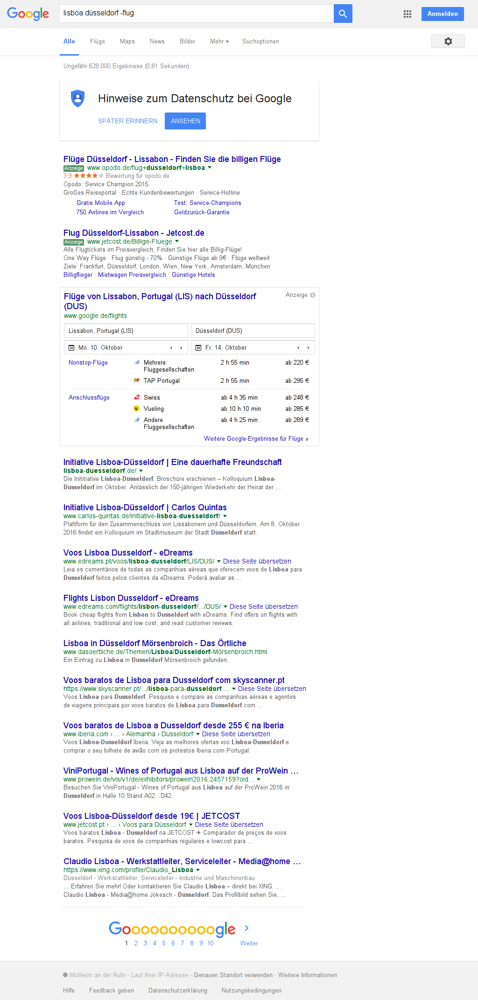 Google
lisboa düsseldorf -flug
Anmelden
Alle Flüge Maps News Bilder Mehr Suchoptionen
Ungefähr 628.000 Ergebnisse (0,81 Sekunden)
Hinweise zum Datenschutz bei Google
SPÄTER ERINNERN ANSEHEN
Flüge Düsseldorf - Lissabon - Finden Sie die billigen Flüge
Anzeige www.opodo.de/flug+düsseldorf+lisboa
3,9 ★★★★★ Bewertung für opodo.de
Opodo: Service Champion 2015.
Großes Reiseportal · Echte Kundenbewertungen · Service-Hotline
Gratis Mobile App Test: Service-Champions
750 Airlines im Vergleich Geldzurück-Garantie
Flug Düsseldorf-Lissabon - Jetcost.de
Anzeige www.jetcost.de/Billige-Fluege
Alle Flugtickets im Preisvergleich, Finden Sie hier alle Billig-Flüge!
One Way Flüge · Flug günstig - 70% · Günstige Flüge ab 9€ · Flüge weltweit
Ziele: Frankfurt, Düsseldorf, London, Wien, New York, Amsterdam, München
Billigflieger · Mietwagen Preisvergleich · Günstige Hotels
Flüge von Lissabon, Portugal (LIS) nach Düsseldorf Anzeige
(DUS)
www.google.de/flights
Lissabon, Portugal (LIS) Düsseldorf (DUS)
31 Mo. 10. Oktober 31 Fr. 14. Oktober
Nonstop-Flüge Mehrere 2 h 55 min ab 220 €
Fluggesellschaften
TAP Portugal 2 h 55 min ab 295 €
Anschlussflüge Swiss ab 4 h 35 min ab 248 €
Vueling ab 10 h 10 min ab 285 €
Andere ab 4 h 25 min ab 289 €
Fluggesellschaften
Weitere Google-Ergebnisse für Flüge »
Initiative Lisboa-Düsseldorf | Eine dauerhafte Freundschaft
lisboa-duesseldorf.de/
Die Inititiative Lisboa-Düsseldorf. Broschüre erschienen – Kolloquium Lisboa-
Düsseldorf im Oktober. Anlässlich der 150-jährigen Wiederkehr der Heirat der ...
Initiative Lisboa-Düsseldorf | Carlos Quintas
www.carlos-quintas.de/initiative-lisboa-duesseldorf/
Plattform für den Zusammenschluss von Lissabonern und Düsseldorfern. Am 8. Oktober
2016 findet ein Kolloquium im Stadtmuseum der Stadt Düsseldorf statt.
Voos Lisboa Dusseldorf - eDreams
www.edreams.pt/voos/lisboa-dusseldorf/LIS/DUS/ Diese Seite übersetzen
Leia os comentários de todas as companhias aéreas que oferecem voos de Lisboa para
Dusseldorf feitos pelos clientes da eDreams. Poderá avaliar as ...
Flights Lisbon Dusseldorf - eDreams
www.edreams.com/flights/lisbon-dusseldorf/.../DUS/ Diese Seite übersetzen
Book cheap flights from Lisbon to Dusseldorf with eDreams. Find offers on flights with
all airlines, traditional and low cost, and read customer reviews.
Lisboa in Düsseldorf Mörsenbroich - Das Örtliche
www.dasoertliche.de/Themen/Lisboa/Düsseldorf-Mörsenbroich.html
Ein Eintrag zu Lisboa in Düsseldorf Mörsenbroich gefunden.
Voos baratos de Lisboa para Dusseldorf com skyscanner.pt
https://www.skyscanner.pt/.../lisboa-para-dusseldorf.... Diese Seite übersetzen
Voos Lisboa para Dusseldorf. Pesquise e compare as companhias aéreas e agentes
de viagens principais por voos baratos de Lisboa para Dusseldorf com ...
Voos baratos de Lisboa a Dusseldorf desde 255 € na Iberia
www.iberia.com › ... › Alemanha › Dusseldorf Diese Seite übersetzen
Voos Lisboa-Dusseldorf Iberia. Veja as melhores ofertas voo Lisboa-Dusseldorf e
comprar o seu bilhete de avião com os protestos Iberia.com Portugal.
ViniPortugal - Wines of Portugal aus Lisboa auf der ProWein ...
www.prowein.de/vis/v1/de/exhibitors/prowein2016.2457159?oid...
Besuchen Sie ViniPortugal - Wines of Portugal aus Lisboa auf der ProWein 2016 in
Düsseldorf in Halle 10 Stand A02...D42.
Voos Lisboa-Düsseldorf desde 19€ | JETCOST
www.jetcost.pt › ... › Voos para Düsseldorf Diese Seite übersetzen
Voos baratos Lisboa - Düsseldorf na JETCOST ✈ Comparador de preços de voos
baratos. Pesquisa de voos de companhias regulares e lowcost para ...
Claudio Lisboa - Werkstattleiter, Serviceleiter - Media@home ...
https://www.xing.com/profile/Claudio_Lisboa
Düsseldorf - Werkstattleiter, Serviceleiter - Industrie und Maschinenbau
... Erfahren Sie mehr! Oder kontaktieren Sie Claudio Lisboa – direkt bei XING. ...
Claudio Lisboa - Media@home Jokesch - Düsseldorf. Das Profilbild sehen Sie, ...
Goooooooooogle
1 2 3 4 5 6 7 8 9 10 Weiter
Mülheim an der Ruhr - Laut Ihrer IP-Adresse - Genauen Standort verwenden - Weitere Informationen
Hilfe Feedback geben Datenschutzerklärung Nutzungsbedingungen